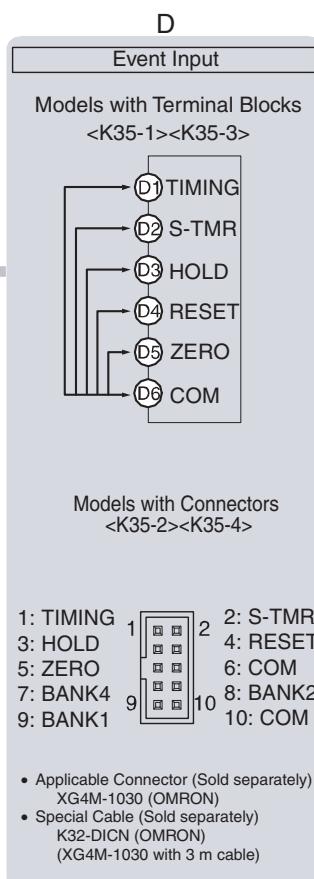 D
Event Input
Models with Terminal Blocks
<K35-1><K35-3>
D1 TIMING
D2 S-TMR
D3 HOLD
D4 RESET
D5 ZERO
D6 COM
Models with Connectors
<K35-2><K35-4>
1: TIMING 1 2 2: S-TMR
3: HOLD 4: RESET
5: ZERO 6: COM
7: BANK4 8: BANK2
9: BANK1 9 10 10: COM
• Applicable Connector (Sold separately)
XG4M-1030 (OMRON)
• Special Cable (Sold separately)
K32-DICN (OMRON)
(XG4M-1030 with 3 m cable)